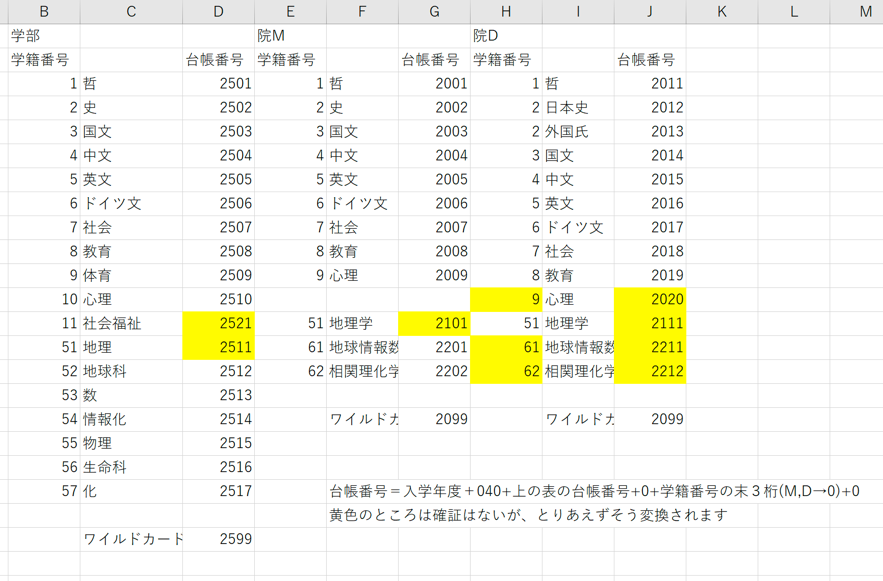 B C D E F G H I J K L M
学部 院M 院D
学籍番号 台帳番号 学籍番号 台帳番号 学籍番号 台帳番号
1 哲 2501 1 哲 2001 1 哲 2011
2 史 2502 2 史 2002 2 日本史 2012
3 国文 2503 3 国文 2003 2 外国氏 2013
4 中文 2504 4 中文 2004 3 国文 2014
5 英文 2505 5 英文 2005 4 中文 2015
6 ドイツ文 2506 6 ドイツ文 2006 5 英文 2016
7 社会 2507 7 社会 2007 6 ドイツ文 2017
8 教育 2508 8 教育 2008 7 社会 2018
9 体育 2509 9 心理 2009 8 教育 2019
10 心理 2510 9 心理 2020
11 社会福祉 2521 51 地理学 2101 51 地理学 2111
51 地理 2511 61 地球情報数 2201 61 地球情報数 2211
52 地球科 2512 62 相関理化学 2202 62 相関理化学 2212
53 数 2513
54 情報化 2514 ワイルドカ 2099 ワイルドカ 2099
55 物理 2515
56 生命科 2516
57 化 2517 台帳番号＝入学年度＋040+上の表の台帳番号+0+学籍番号の末３桁(M,D→0)+0
黄色のところは確証はないが、とりあえずそう変換されます
ワイルドカード 2599